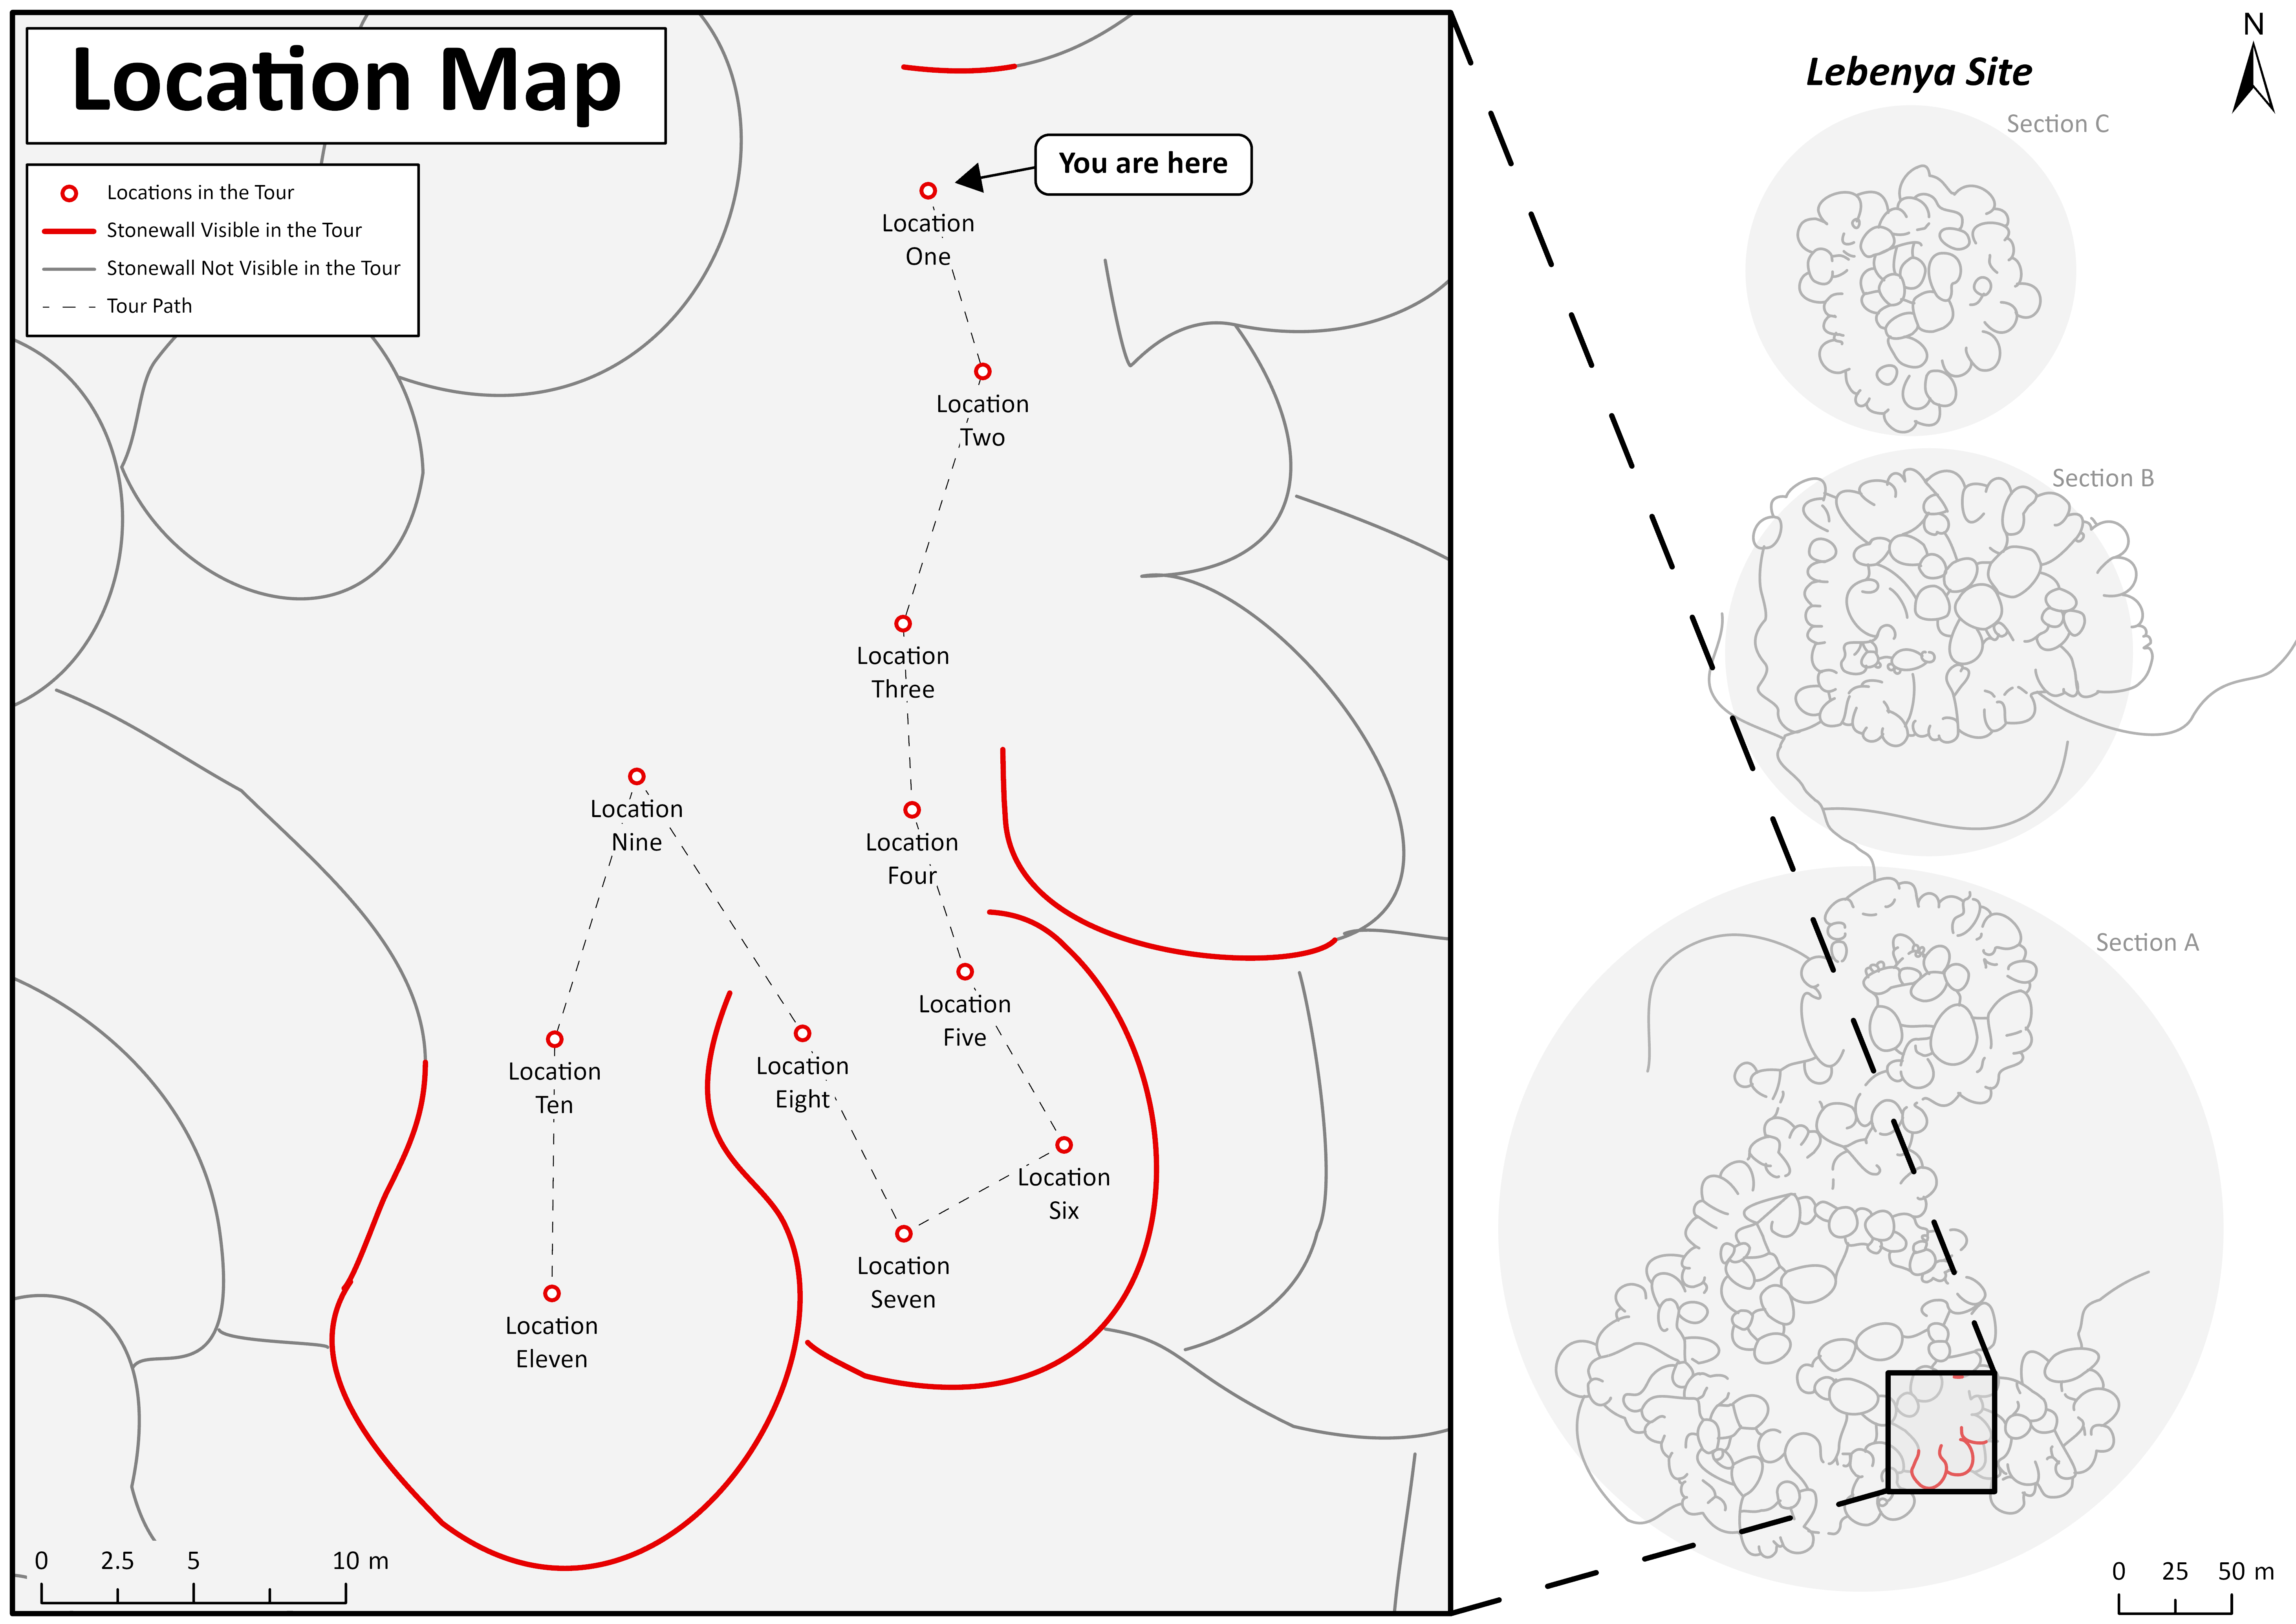 Location Map
Locations in the Tour
Stonewall Visible in the Tour
Stonewall Not Visible in the Tour
Tour Path
You are here
Location
One
Location
Two
Location
Three
Location
Four
Location
Five
Location
Six
Location
Seven
Location
Eight
Location
Nine
Location
Ten
Location
Eleven
0 2.5 5 10 m
N
Lebenya Site
Section C
Section B
Section A
0 25 50 m